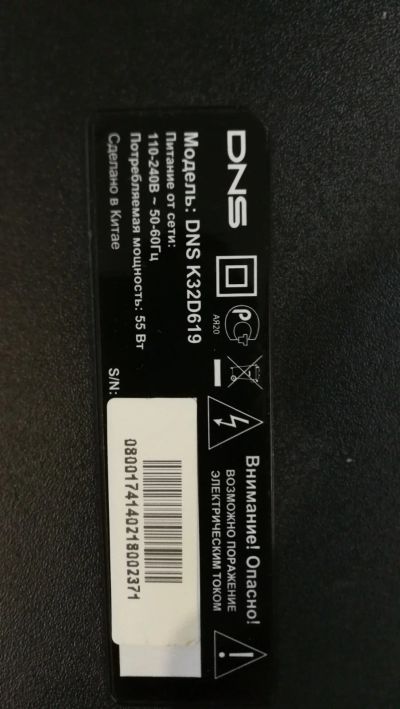 DNS
АЯ20
Модель: DNS K32D619
Питание от сети:
110-240В ~ 50-60Гц
Потребляемая мощность: 55 Вт
Сделано в Китае
S/N:
0800174140218002371
Внимание! Опасно!
ВОЗМОЖНО ПОРАЖЕНИЕ
ЭЛЕКТРИЧЕСКИМ ТОКОМ